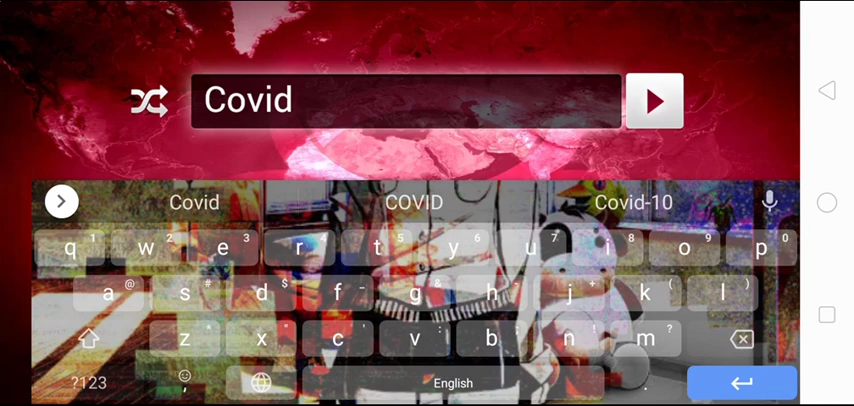 Covid
Covid COVID Covid-10
q 1 w 2 e 3 r 4 t 5 y 6 u 7 i 8 o 9 p 0
a @ s # d $ f _ g & h - j + k ( l )
z * x " c ' v : b ; n ! m ?
?123 , English .